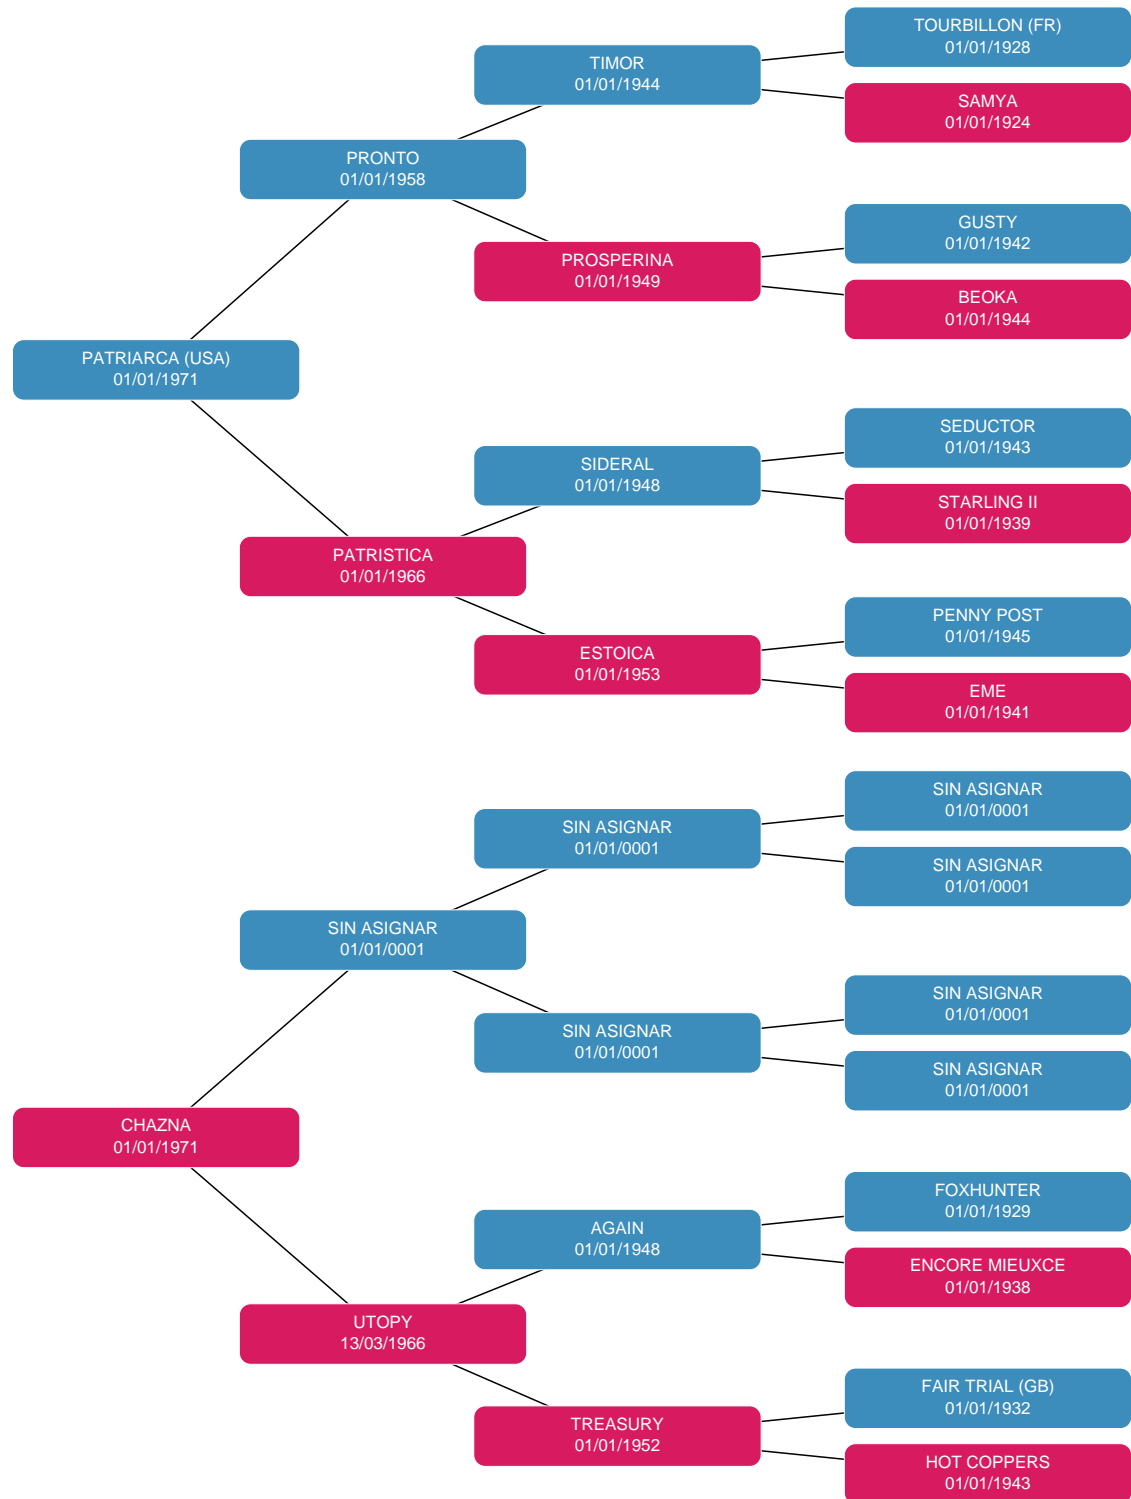 TOURBILLON (FR)
01/01/1928
TIMOR
01/01/1944
SAMYA
01/01/1924
PRONTO
01/01/1958
GUSTY
01/01/1942
PROSPERINA
01/01/1949
BEOKA
01/01/1944
PATRIARCA (USA)
01/01/1971
SEDUCTOR
01/01/1943
SIDERAL
01/01/1948
STARLING II
01/01/1939
PATRISTICA
01/01/1966
PENNY POST
01/01/1945
ESTOICA
01/01/1953
EME
01/01/1941
SIN ASIGNAR
01/01/0001
SIN ASIGNAR
01/01/0001
SIN ASIGNAR
01/01/0001
SIN ASIGNAR
01/01/0001
SIN ASIGNAR
01/01/0001
SIN ASIGNAR
01/01/0001
SIN ASIGNAR
01/01/0001
CHAZNA
01/01/1971
FOXHUNTER
01/01/1929
AGAIN
01/01/1948
ENCORE MIEUXCE
01/01/1938
UTOPY
13/03/1966
FAIR TRIAL (GB)
01/01/1932
TREASURY
01/01/1952
HOT COPPERS
01/01/1943